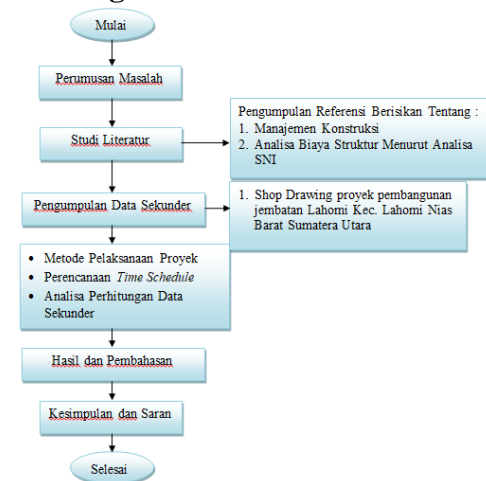 Mulai
Perumusan Masalah
Studi Literatur
Pengumpulan Referensi Berisikan Tentang :
1. Manajemen Konstruksi
2. Analisa Biaya Struktur Menurut Analisa
SNI
Pengumpulan Data Sekunder
1. Shop Drawing proyek pembangunan
jembatan Lahomi Kec. Lahomi Nias
Barat Sumatera Utara
• Metode Pelaksanaan Proyek
• Perencanaan Time Schedule
• Analisa Perhitungan Data
Sekunder
Hasil dan Pembahasan
Kesimpulan dan Saran
Selesai